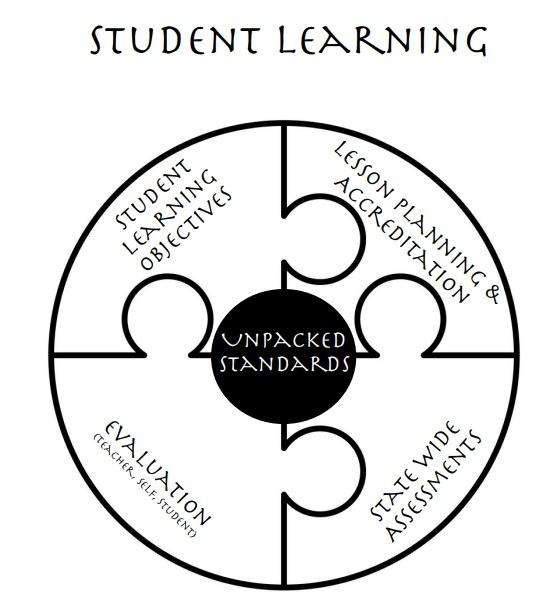 STUDENT LEARNING
STUDENT
LEARNING
OBJECTIVES
LESSON PLANNING &
ACCREDITATION
UNPACKED
STANDARDS
EVALUATION
(TEACHER, SELF, STUDENT)
STATE WIDE
ASSESSMENTS